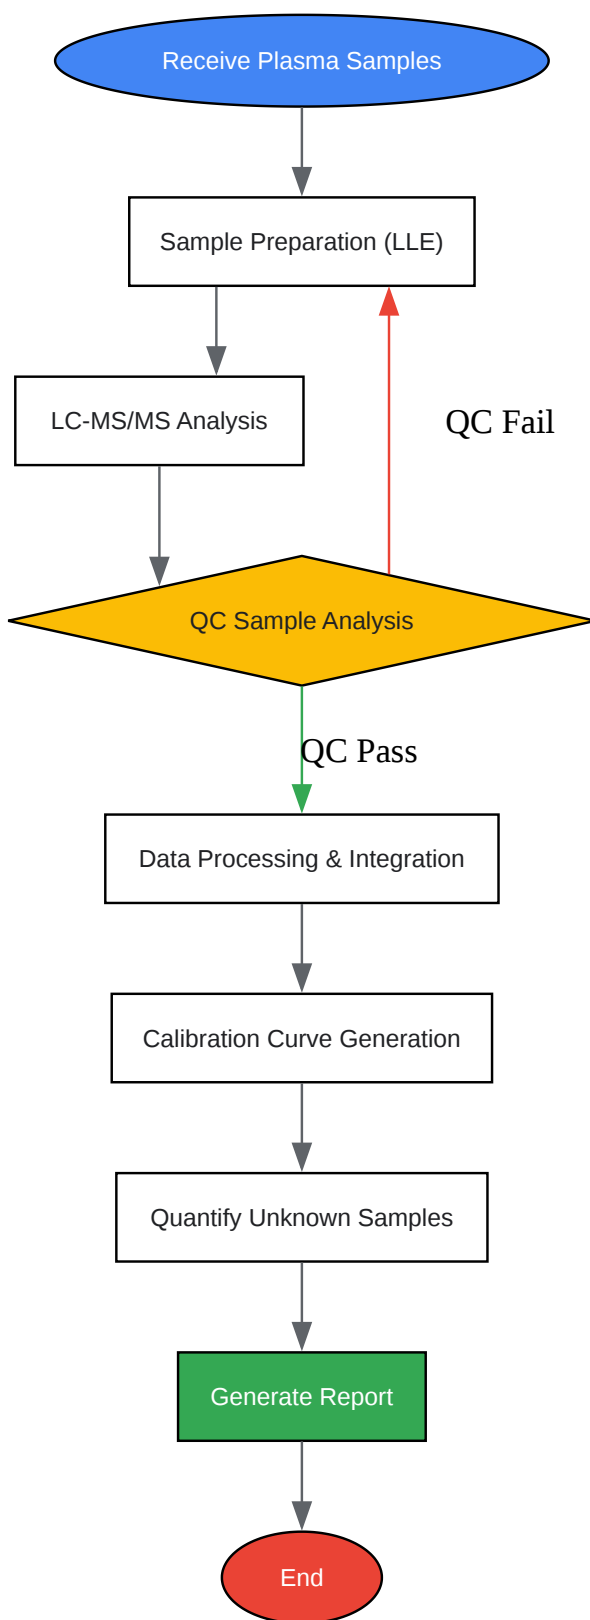 Receive Plasma Samples
Sample Preparation (LLE)
LC-MS/MS Analysis
QC Fail
QC Sample Analysis
QC Pass
Data Processing & Integration
Calibration Curve Generation
Quantify Unknown Samples
Generate Report
End